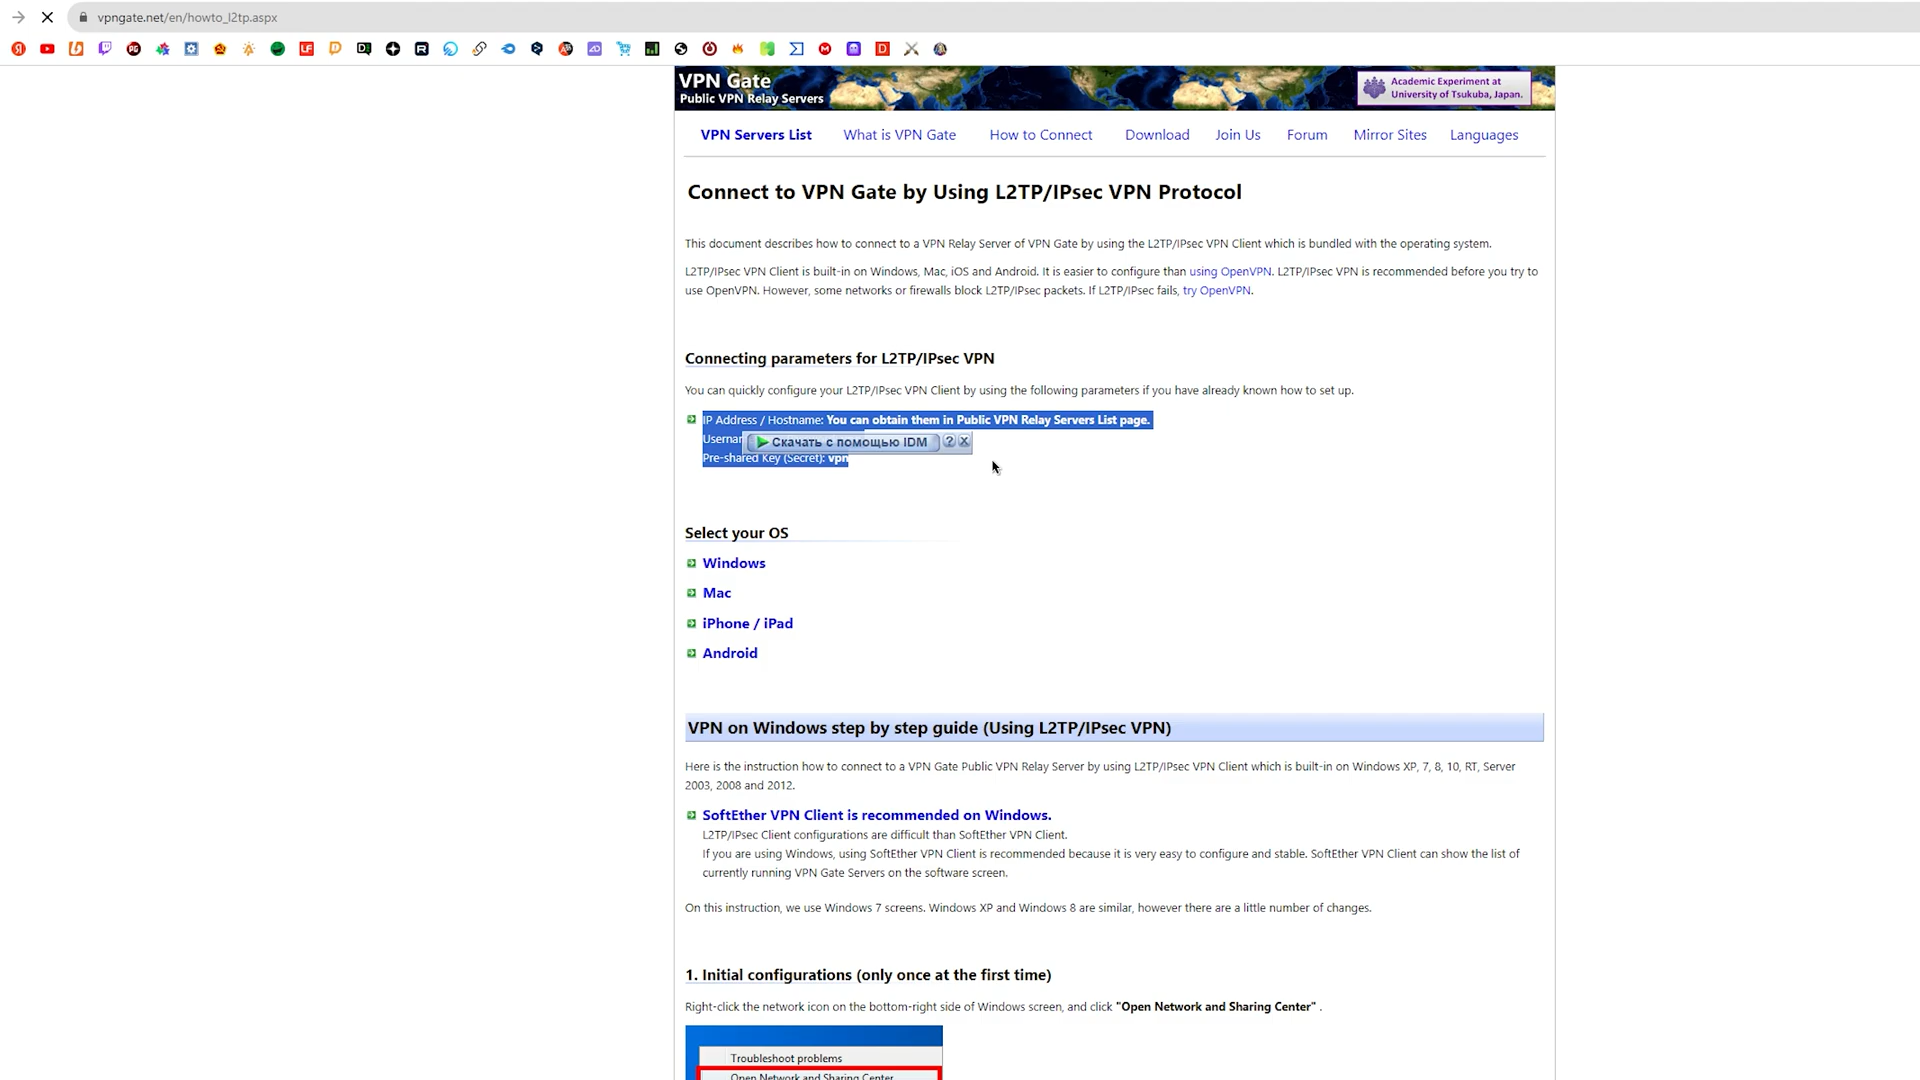 vpngate.net/en/howto_l2tp.aspx
VPN Gate
Public VPN Relay Servers
Academic Experiment at
University of Tsukuba, Japan.
VPN Servers List What is VPN Gate How to Connect Download Join Us Forum Mirror Sites Languages
Connect to VPN Gate by Using L2TP/IPsec VPN Protocol
This document describes how to connect to a VPN Relay Server of VPN Gate by using the L2TP/IPsec VPN Client which is bundled with the operating system.
L2TP/IPsec VPN Client is built-in on Windows, Mac, iOS and Android. It is easier to configure than using OpenVPN. L2TP/IPsec VPN is recommended before you try to
use OpenVPN. However, some networks or firewalls block L2TP/IPsec packets. If L2TP/IPsec fails, try OpenVPN.
Connecting parameters for L2TP/IPsec VPN
You can quickly configure your L2TP/IPsec VPN Client by using the following parameters if you have already known how to set up.
IP Address / Hostname: You can obtain them in Public VPN Relay Servers List page.
Usernar
Скачать с помощью IDM
Pre-shared Key (Secret): vpn
Select your OS
Windows
Mac
iPhone / iPad
Android
VPN on Windows step by step guide (Using L2TP/IPsec VPN)
Here is the instruction how to connect to a VPN Gate Public VPN Relay Server by using L2TP/IPsec VPN Client which is built-in on Windows XP, 7, 8, 10, RT, Server
2003, 2008 and 2012.
SoftEther VPN Client is recommended on Windows.
L2TP/IPsec Client configurations are difficult than SoftEther VPN Client.
If you are using Windows, using SoftEther VPN Client is recommended because it is very easy to configure and stable. SoftEther VPN Client can show the list of
currently running VPN Gate Servers on the software screen.
On this instruction, we use Windows 7 screens. Windows XP and Windows 8 are similar, however there are a little number of changes.
1. Initial configurations (only once at the first time)
Right-click the network icon on the bottom-right side of Windows screen, and click "Open Network and Sharing Center" .
Troubleshoot problems
Open Network and Sharing Center